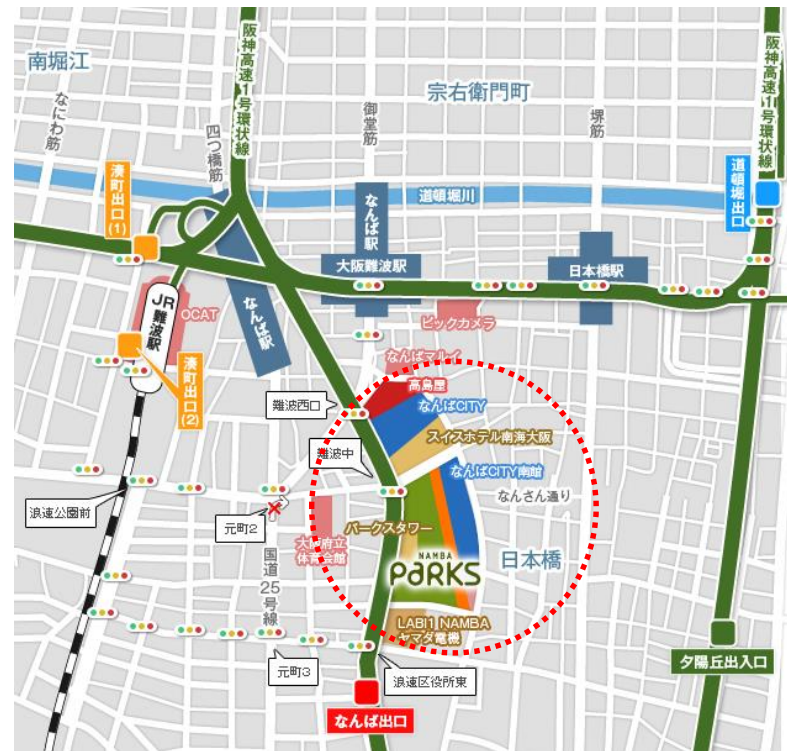 南堀江
なにわ筋
四つ橋筋
阪神高速1号環状線
御堂筋
宗右衛門町
堺筋
阪神高速1号環状線
湊町出口(1)
道頓堀川
道頓堀出口
なんば駅
大阪難波駅
日本橋駅
なんば駅
JR難波駅
OCAT
ビックカメラ
なんばマルイ
湊町出口(2)
高島屋
難波西口
なんばCITY
スイスホテル南海大阪
難波中
なんばCITY南館
なんさん通り
浪速公園前
元町2
パークスタワー
大阪府立
体育会館
国道25号線
NAMBA
PARKS
日本橋
LABI1 NAMBA
ヤマダ電機
元町3
浪速区役所東
夕陽丘出入口
なんば出口